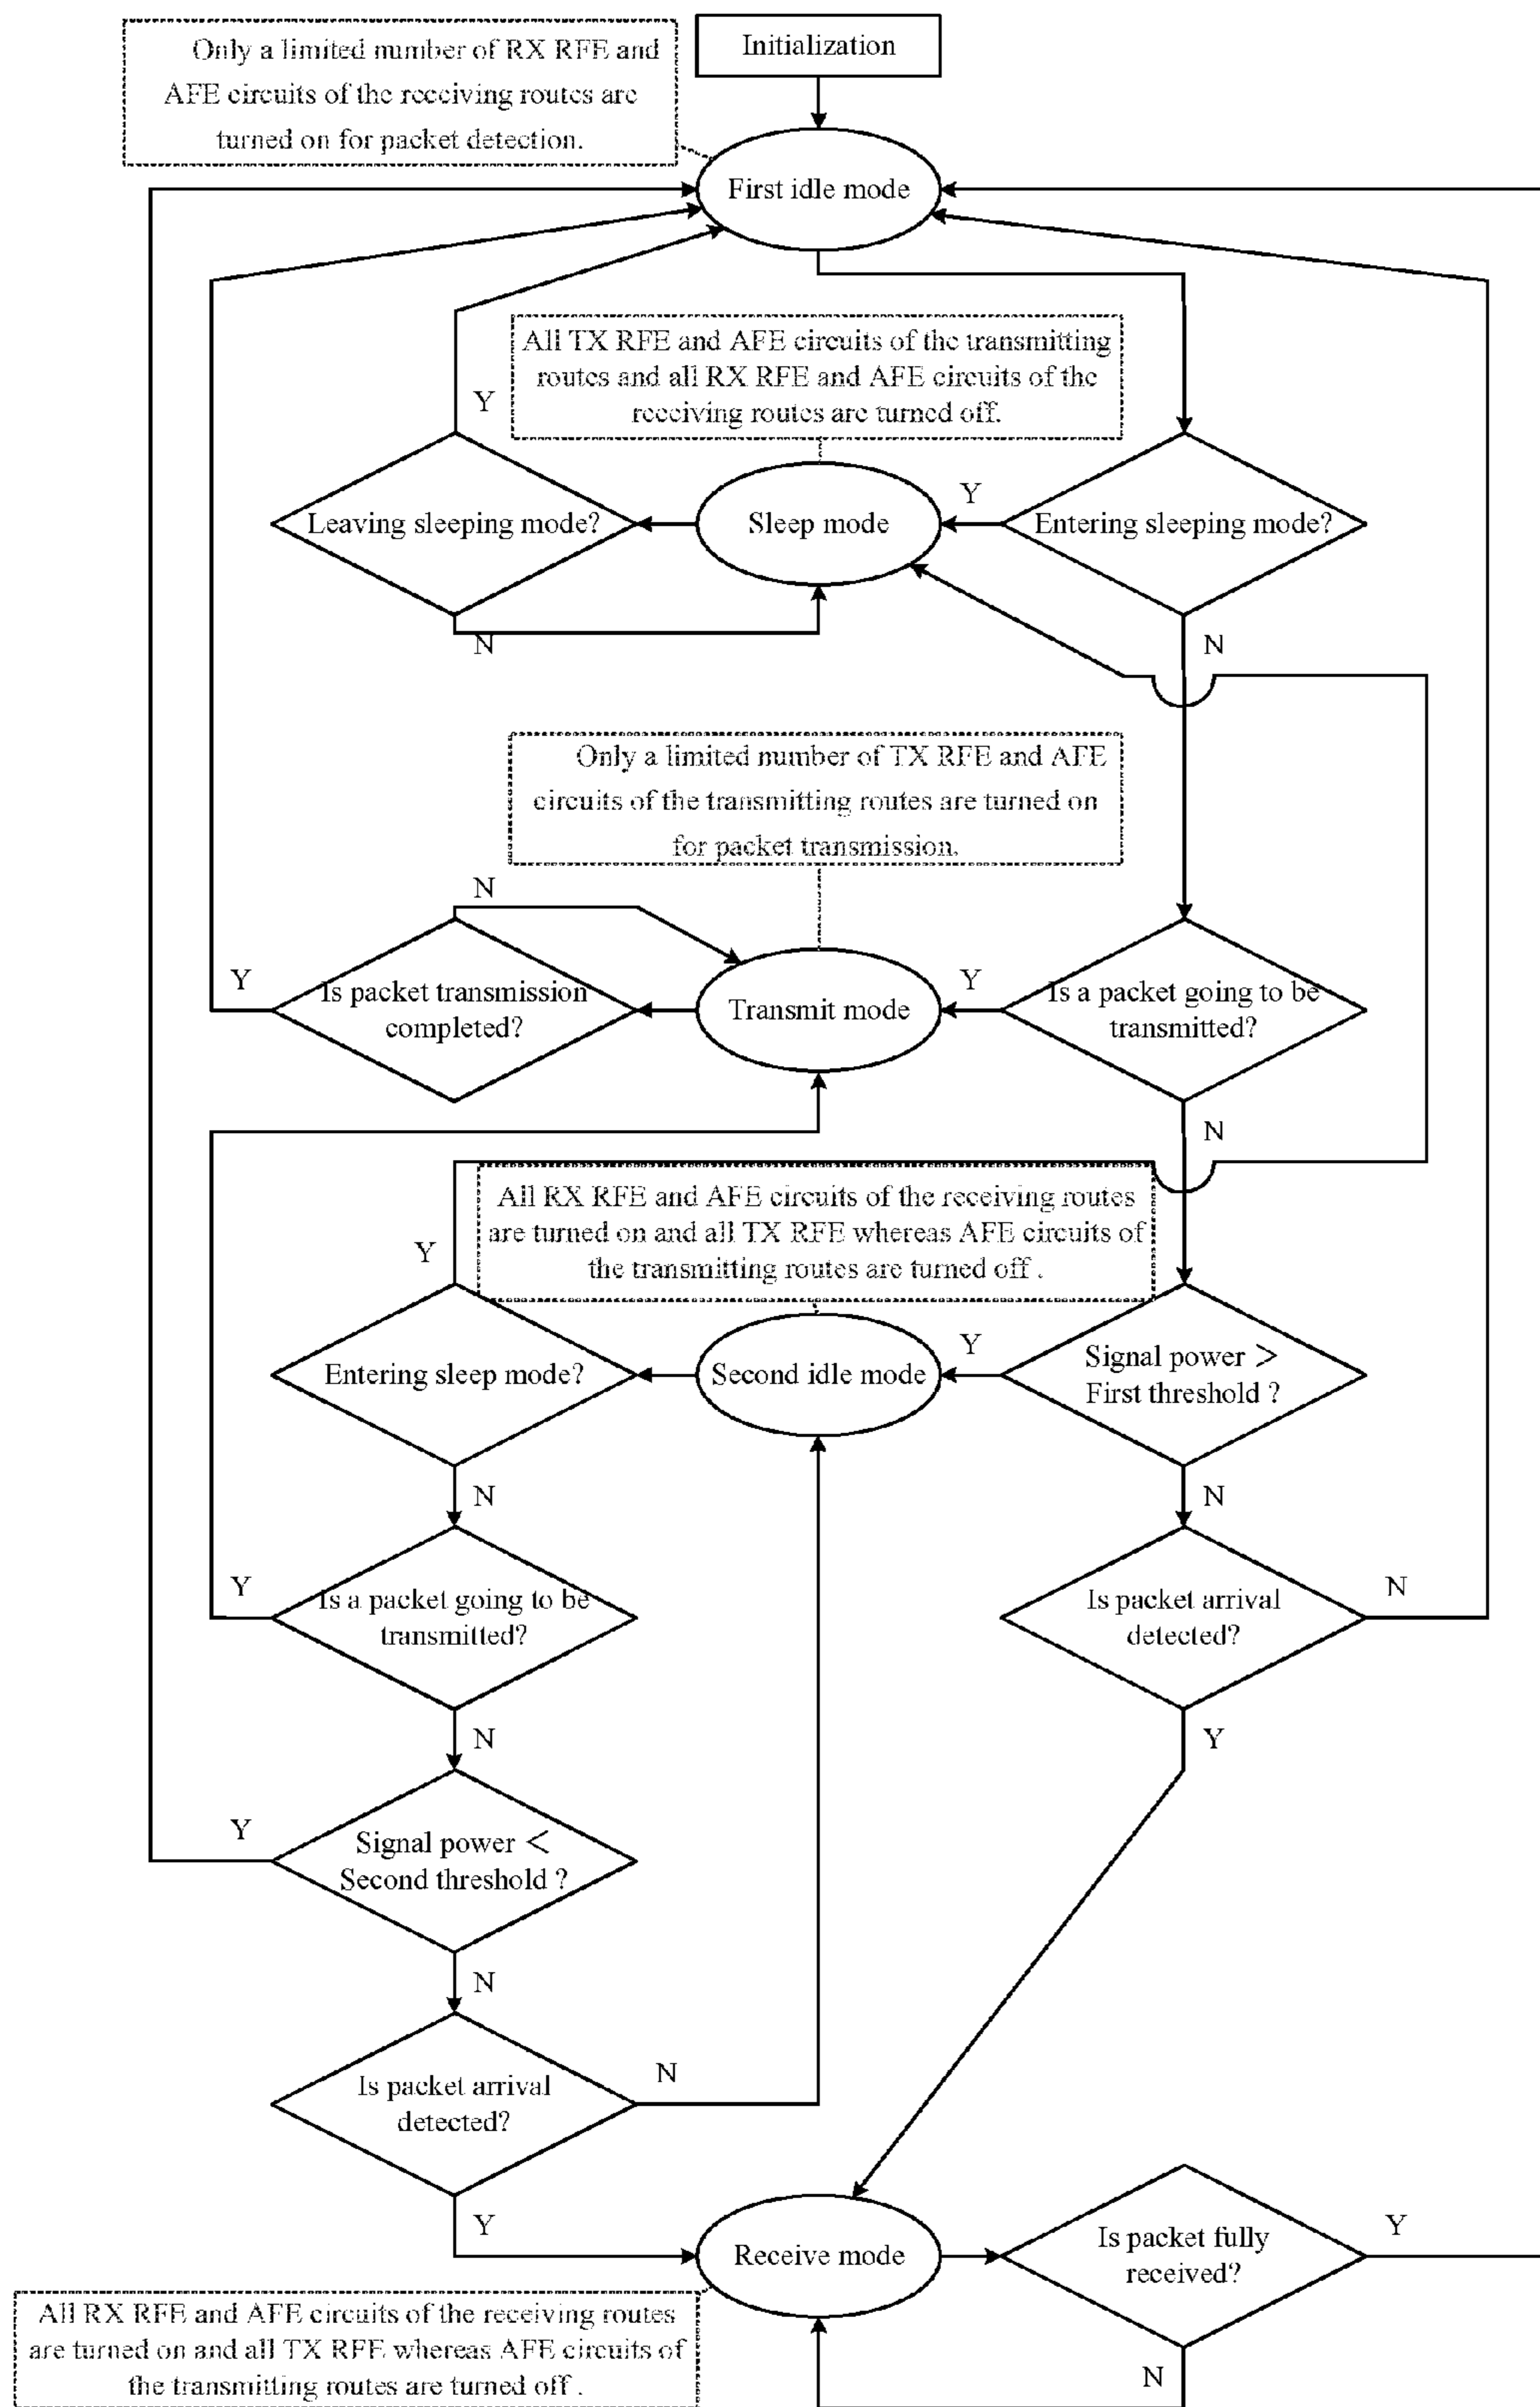 Only a limited number of RX RFE and
AFE circuits of the receiving routes are
turned on for packet detection.
Initialization
First idle mode
All TX RFE and AFE circuits of the transmitting
routes and all RX RFE and AFE circuits of the
receiving routes are turned off.
Y
Y
Leaving sleeping mode?
Sleep mode
Entering sleeping mode?
N
N
Only a limited number of TX RFE and AFE
circuits of the transmitting routes are turned on
for packet transmission.
N
Y
Y
Is packet transmission
completed?
Transmit mode
Is a packet going to be
transmitted?
N
All RX RFE and AFE circuits of the receiving routes
are turned on and all TX RFE whereas AFE circuits of
the transmitting routes are turned off .
Y
Y
Entering sleep mode?
Second idle mode
Signal power >
First threshold ?
N
N
Y
Is a packet going to be
transmitted?
Is packet arrival
detected?
N
N
Y
Y
Signal power <
Second threshold ?
N
N
Is packet arrival
detected?
Y
Receive mode
Is packet fully
received?
Y
All RX RFE and AFE circuits of the receiving routes
are turned on and all TX RFE whereas AFE circuits of
the transmitting routes are turned off .
N